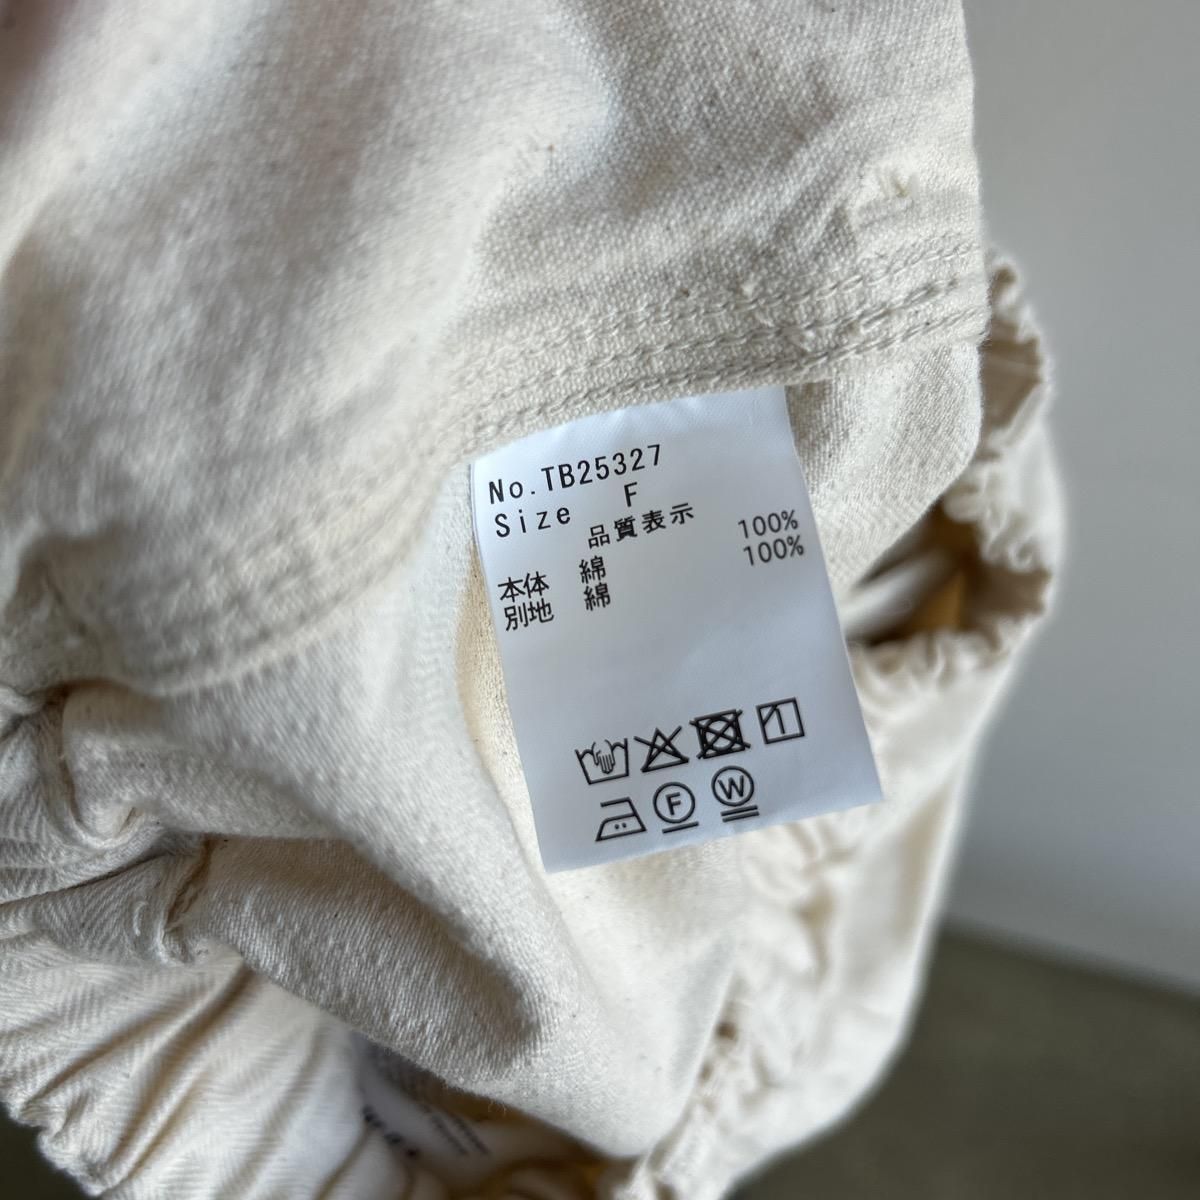 No.TB25327
Size F
品質表示
本体 綿 100%
別地 綿 100%
F W